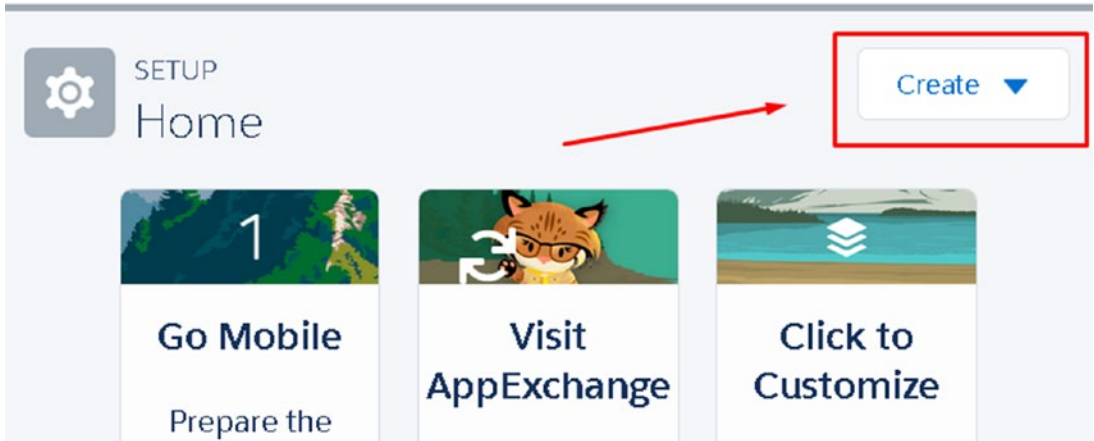 SETUP
Home
Create
1
Go Mobile
Prepare the
Visit
AppExchange
Click to
Customize